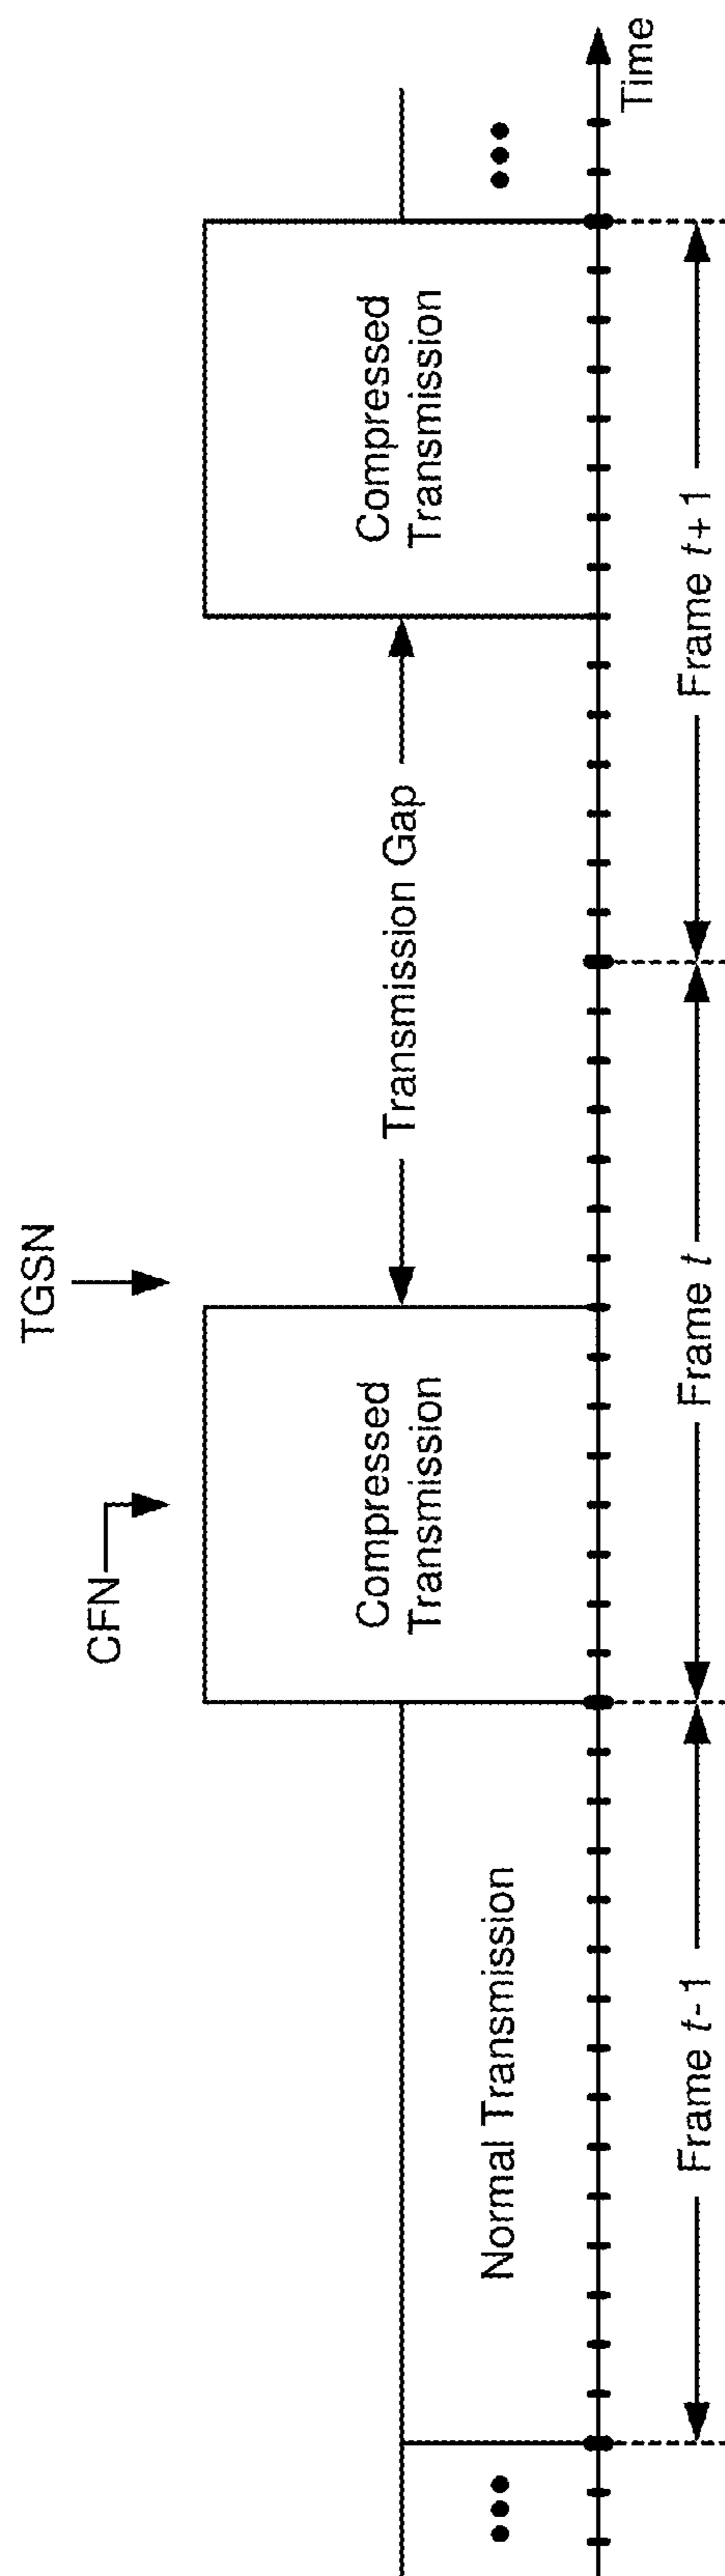 TGSN
CFN
Compressed
Transmission
Transmission Gap
Compressed
Transmission
Normal Transmission
Time
Frame t-1
Frame t
Frame t+1